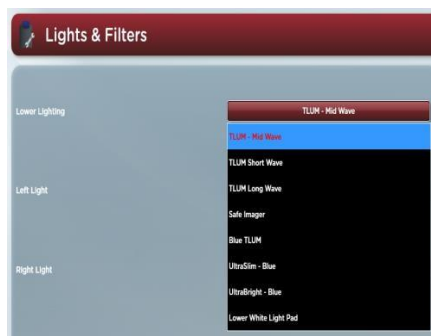 Lights & Filters
Lower Lighting
TLUM - Mid Wave
TLUM - Mid Wave
TLUM Short Wave
TLUM Long Wave
Left Light
Safe Imager
Blue TLUM
Right Light
UltraSlim - Blue
UltraBright - Blue
Lower White Light Pad